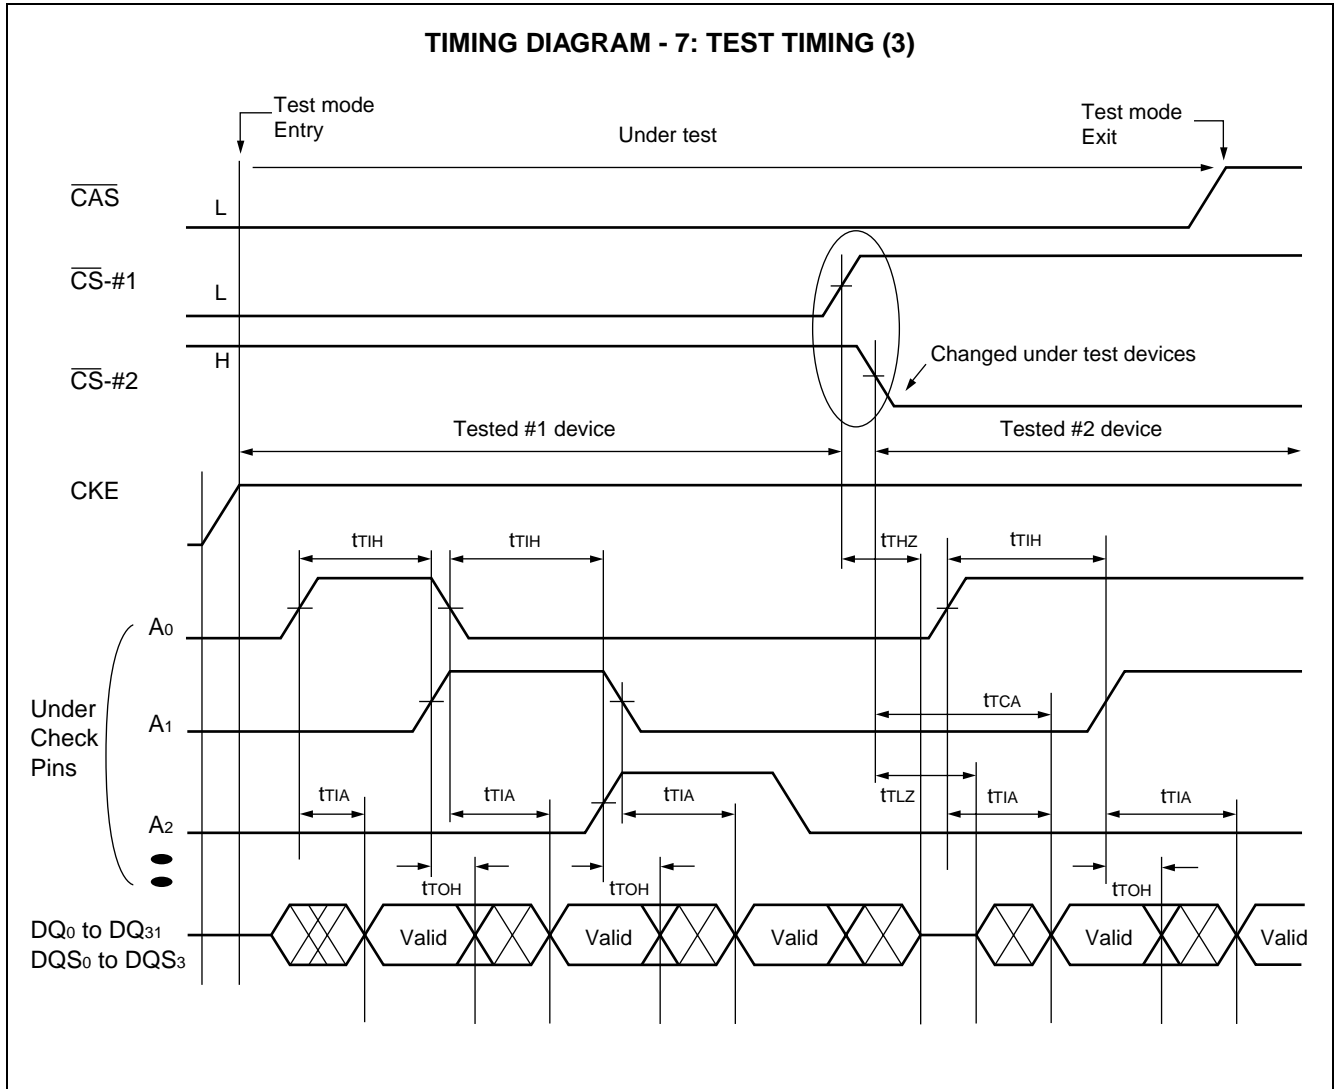 TIMING DIAGRAM - 7: TEST TIMING (3)
Test mode
Entry
Under test
Test mode
Exit
CAS
L
CS-#1
L
H
CS-#2
Changed under test devices
Tested #1 device
Tested #2 device
CKE
tTIH
tTIH
tTHZ
tTIH
A0
Under
Check
Pins
A1
tTCA
tTIA
tTIA
tTIA
tTLZ
tTIA
tTIA
A2
tTOH
tTOH
tTOH
DQ0 to DQ31
DQS0 to DQS3
Valid
Valid
Valid
Valid
Valid